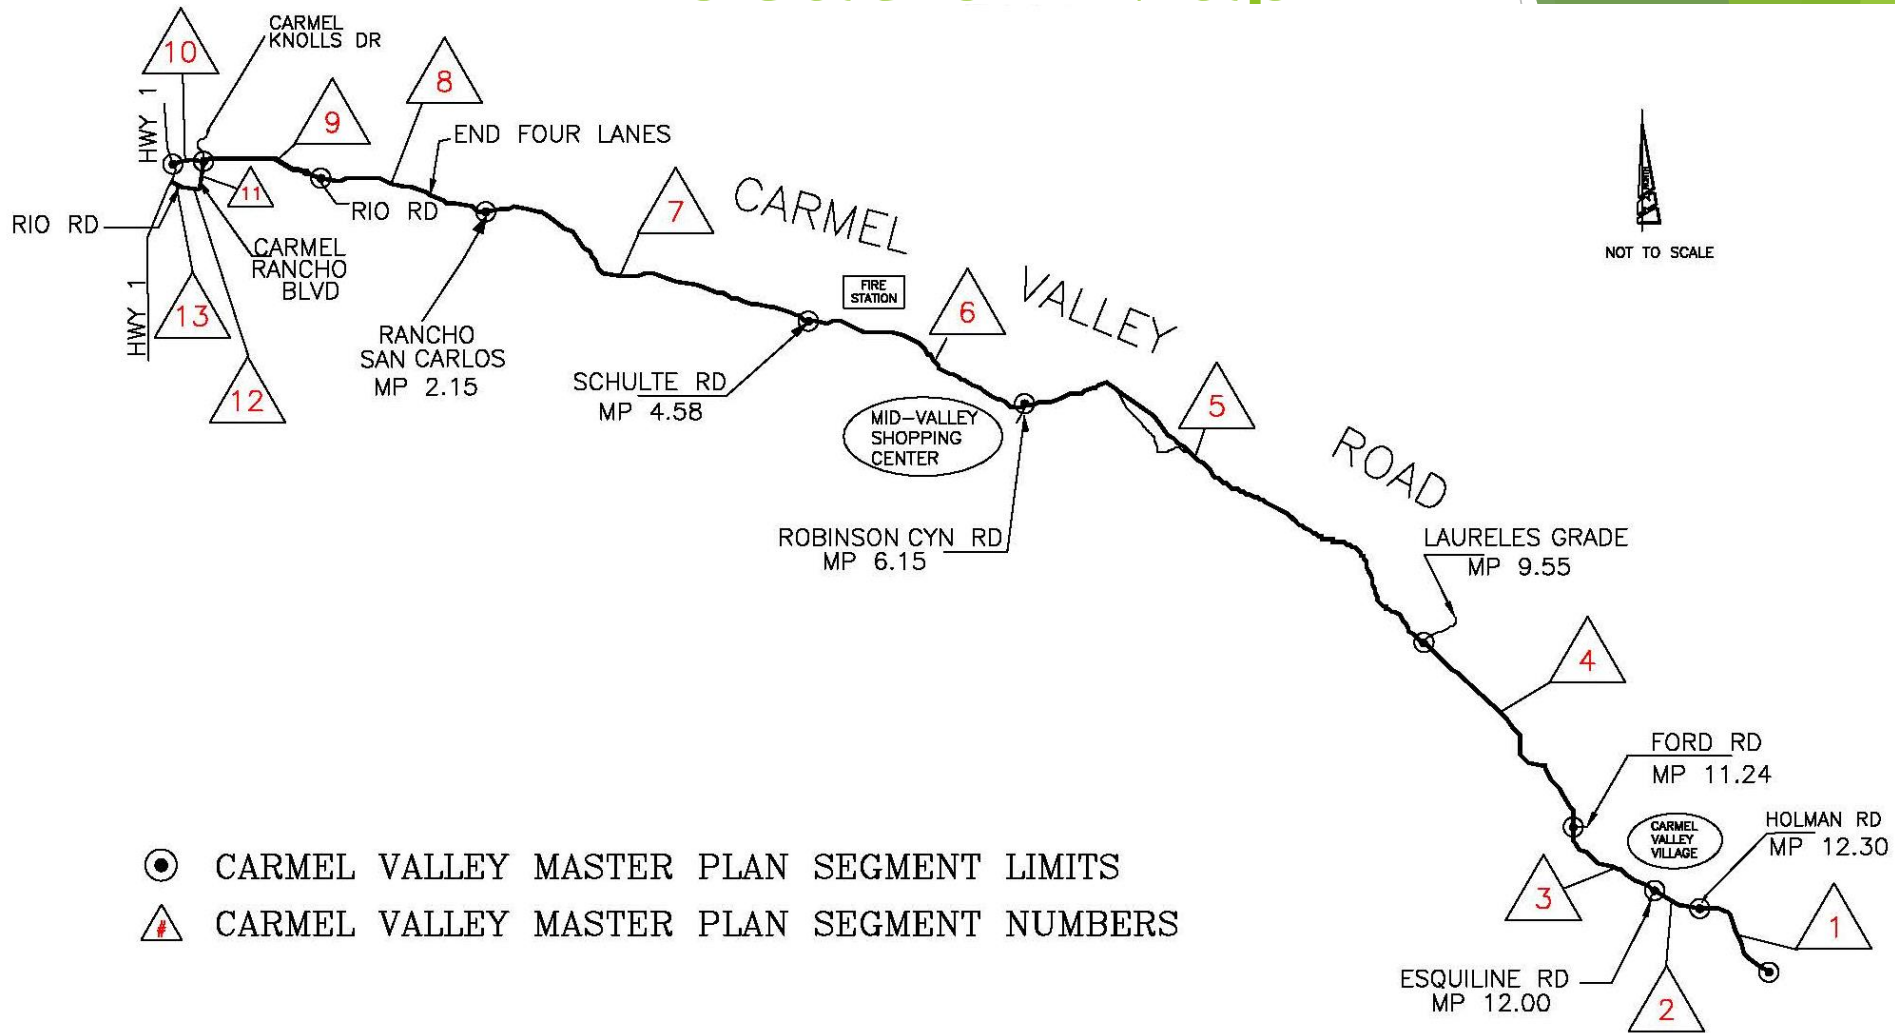 10
CARMEL
KNOLLS DR
8
HWY 1
9
END FOUR LANES
11
RIO RD
RIO RD
CARMEL
RANCHO
BLVD
7
CARMEL
VALLEY
ROAD
NOT TO SCALE
HWY 1
13
12
RANCHO
SAN CARLOS
MP 2.15
FIRE
STATION
6
SCHULTE RD
MP 4.58
MID-VALLEY
SHOPPING
CENTER
5
ROBINSON CYN RD
MP 6.15
LAURELES GRADE
MP 9.55
4
FORD RD
MP 11.24
CARMEL
VALLEY
VILLAGE
HOLMAN RD
MP 12.30
3
1
ESQUILINE RD
MP 12.00
2
CARMEL VALLEY MASTER PLAN SEGMENT LIMITS
# CARMEL VALLEY MASTER PLAN SEGMENT NUMBERS